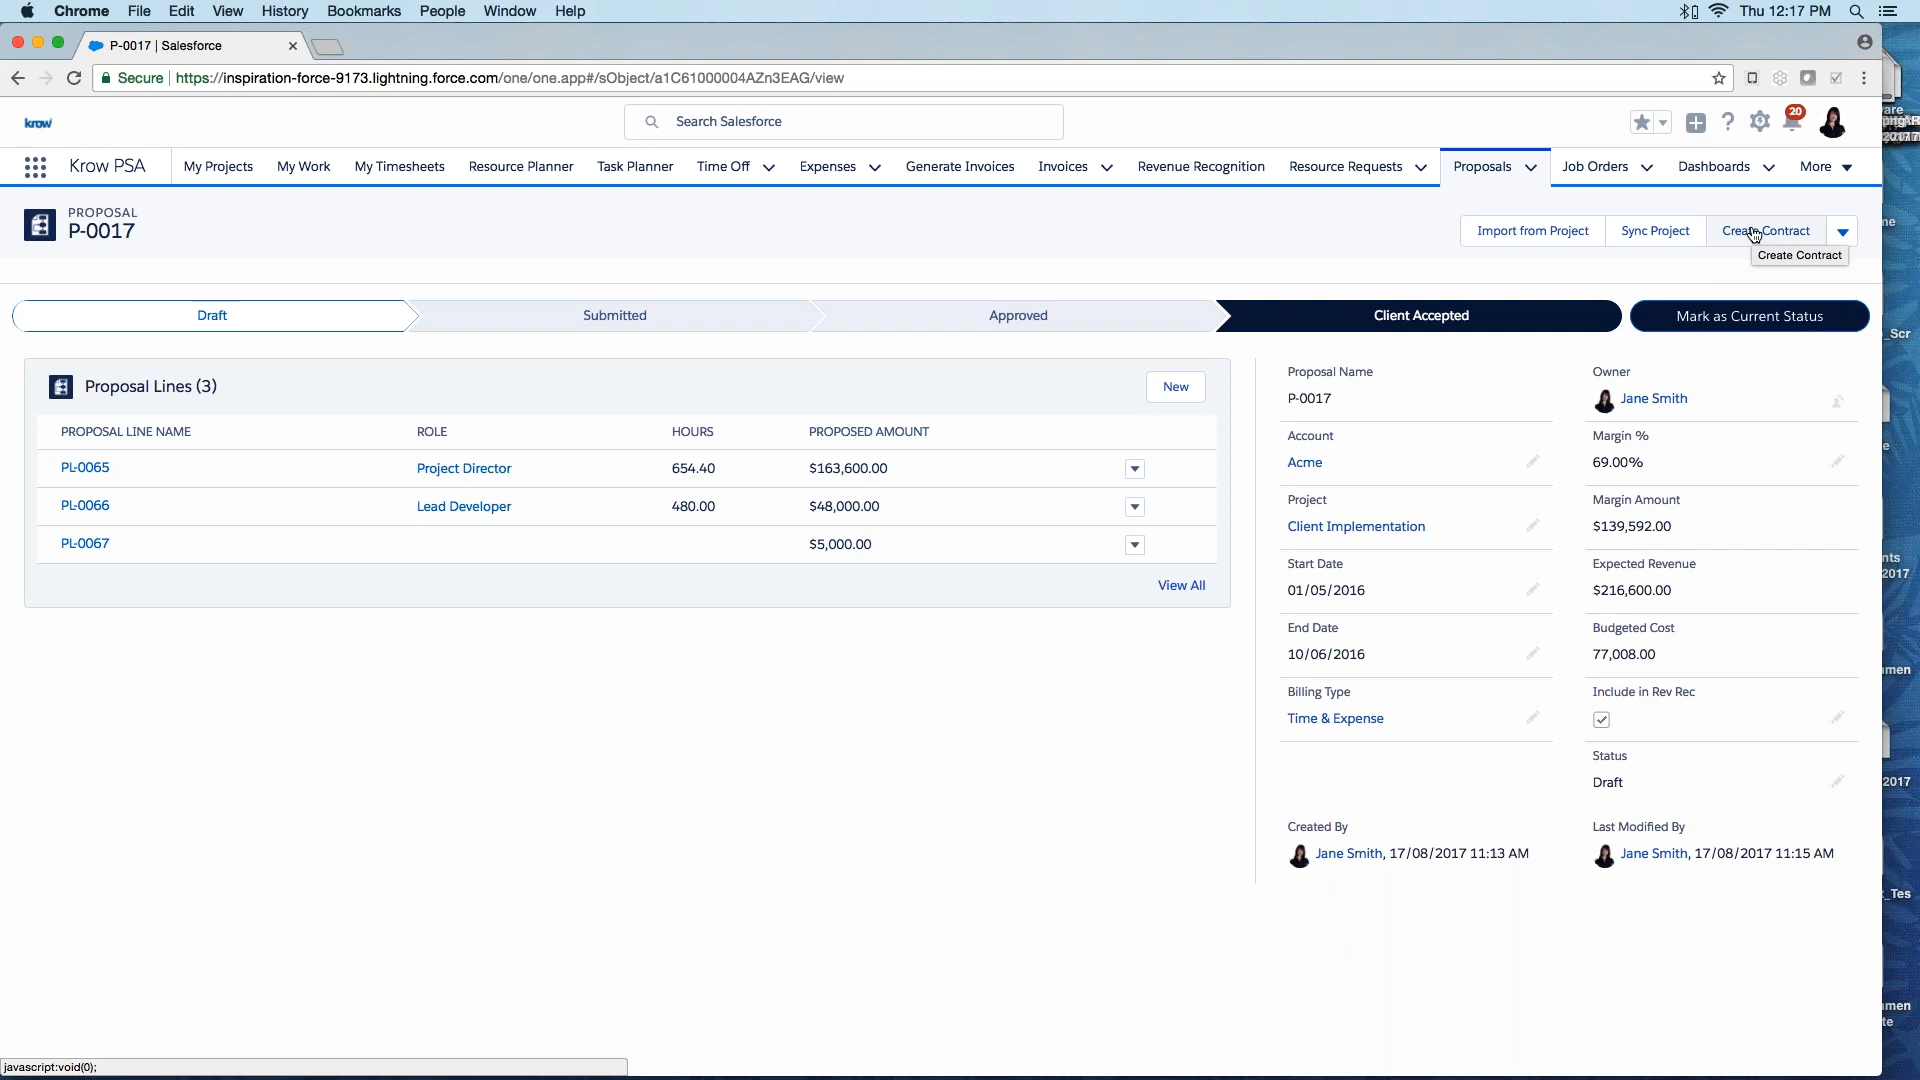 Chrome File Edit View History Bookmarks People Window Help Thu 12:17 PM
P-0017 | Salesforce
Secure https://inspiration-force-9173.lightning.force.com/one/one.app#/sObject/a1C61000004AZn3EAG/view
krow Search Salesforce 20
Krow PSA My Projects My Work My Timesheets Resource Planner Task Planner Time Off Expenses Generate Invoices Invoices Revenue Recognition Resource Requests Proposals Job Orders Dashboards More
PROPOSAL
P-0017
Import from Project Sync Project Create Contract
Create Contract
Draft Submitted Approved Client Accepted Mark as Current Status
Proposal Lines (3) New
PROPOSAL LINE NAME ROLE HOURS PROPOSED AMOUNT
PL-0065 Project Director 654.40 $163,600.00
PL-0066 Lead Developer 480.00 $48,000.00
PL-0067 $5,000.00
View All
Proposal Name
P-0017
Owner
Jane Smith
Account
Acme
Margin %
69.00%
Project
Client Implementation
Margin Amount
$139,592.00
Start Date
01/05/2016
Expected Revenue
$216,600.00
End Date
10/06/2016
Budgeted Cost
77,008.00
Billing Type
Time & Expense
Include in Rev Rec
Status
Draft
Created By
Jane Smith, 17/08/2017 11:13 AM
Last Modified By
Jane Smith, 17/08/2017 11:15 AM
javascript:void(0);
_Scr
2017
2017
_Tes